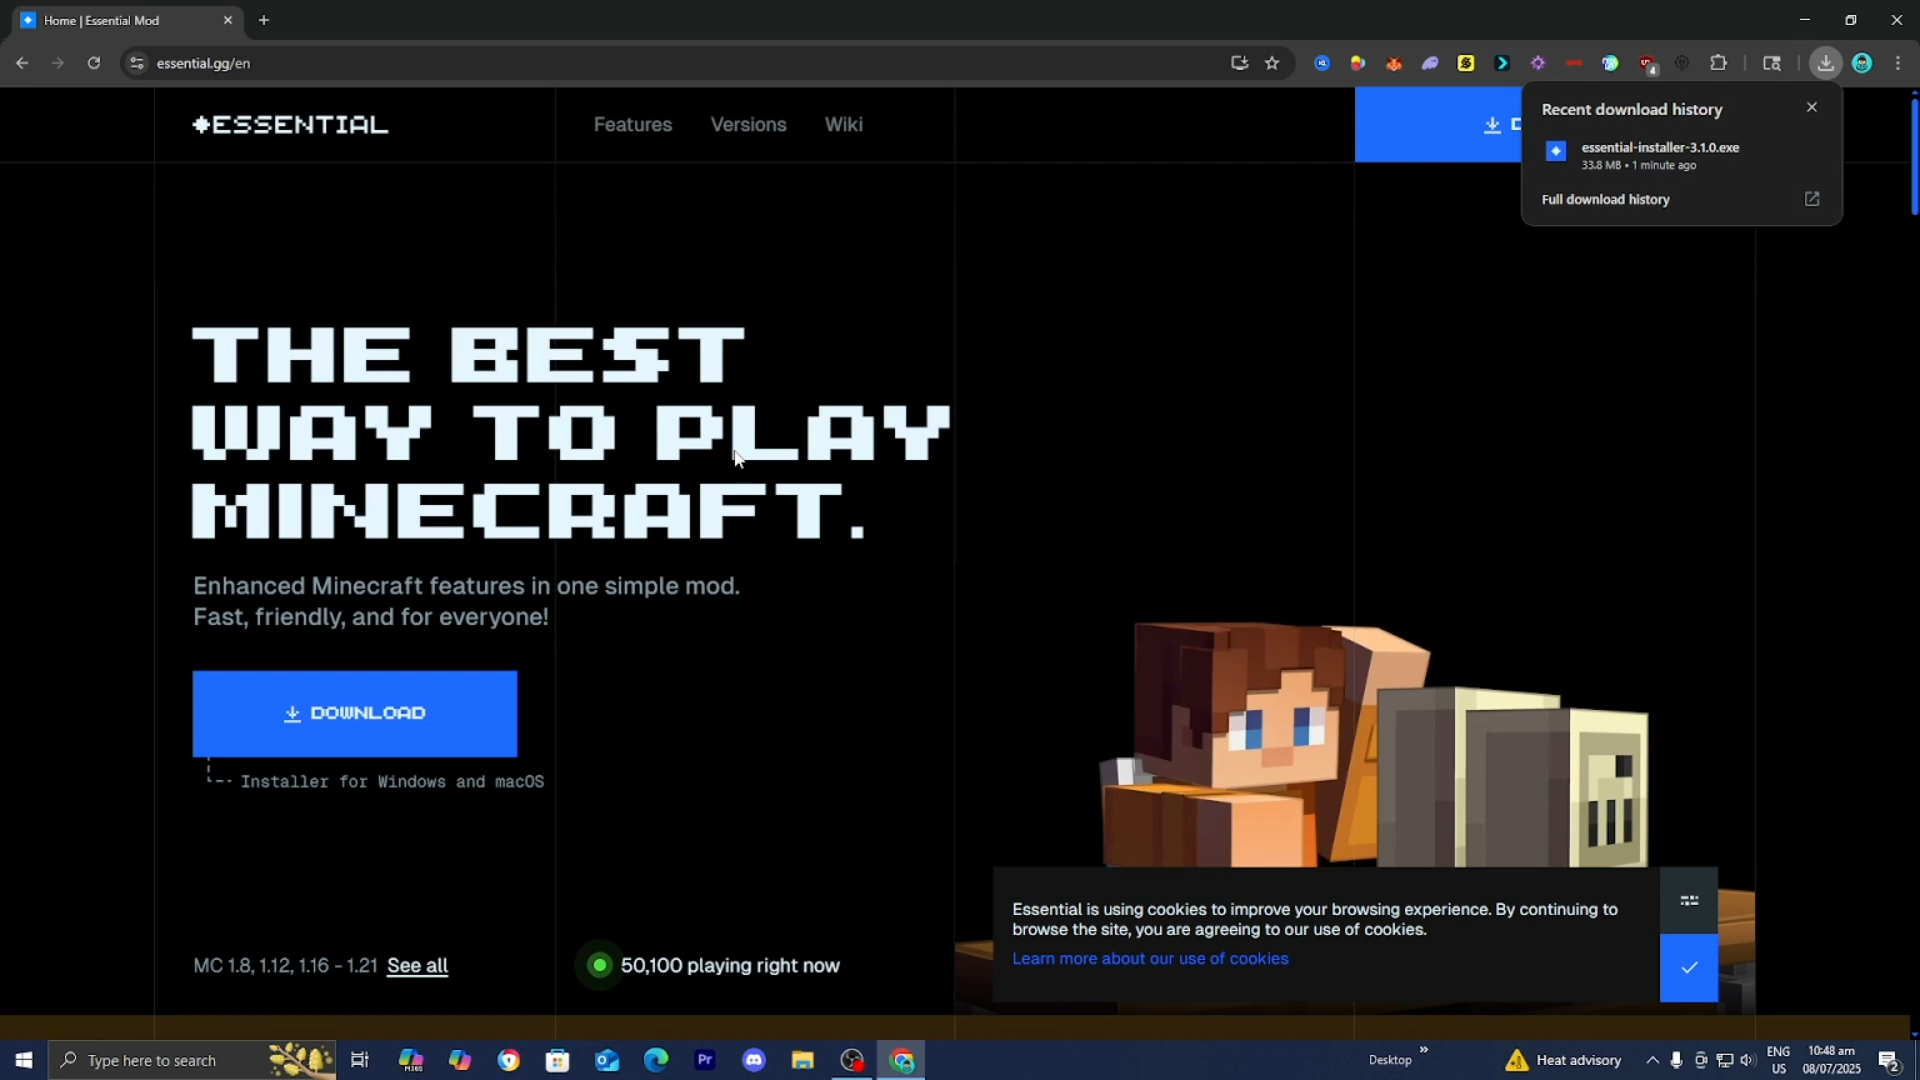 Home | Essential Mod
essential.gg/en
4
ESSENTIAL
Features
Versions
Wiki
Recent download history
essential-installer-3.1.0.exe
33.8 MB • 1 minute ago
Full download history
THE BEST
WAY TO PLAY
MINECRAFT.
Enhanced Minecraft features in one simple mod.
Fast, friendly, and for everyone!
DOWNLOAD
Installer for Windows and macOS
MC 1.8, 1.12, 1.16 - 1.21 See all
50,100 playing right now
Essential is using cookies to improve your browsing experience. By continuing to
browse the site, you are agreeing to our use of cookies.
Learn more about our use of cookies
Type here to search
M365
Pr
Desktop
Heat advisory
ENG
US
10:48 am
08/07/2025
2